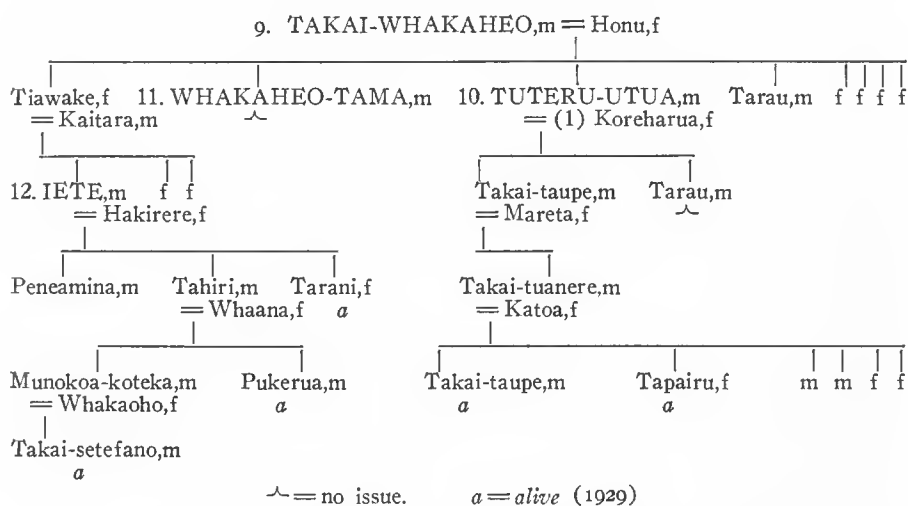 9. TAKAI-WHAKAHEO,m = Honu,f
Tiawake,f 11. WHAKAHEO-TAMA,m 10. TUTERU-UTUA,m Tarau,m f f f f
= Kaitara,m = (1) Koreharua,f
12. IETE,m f f Takai-taupe,m Tarau,m
= Hakirere,f = Mareta,f
Peneamina,m Tahiri,m Tarani,f Takai-tuanere,m
= Whaana,f a = Katoa,f
Munokoa-koteka,m Pukerua,m Takai-taupe,m Tapairu,f m m f f
= Whakaoho,f a a a
Takai-setefano,m
a
= no issue. a = alive (1929)